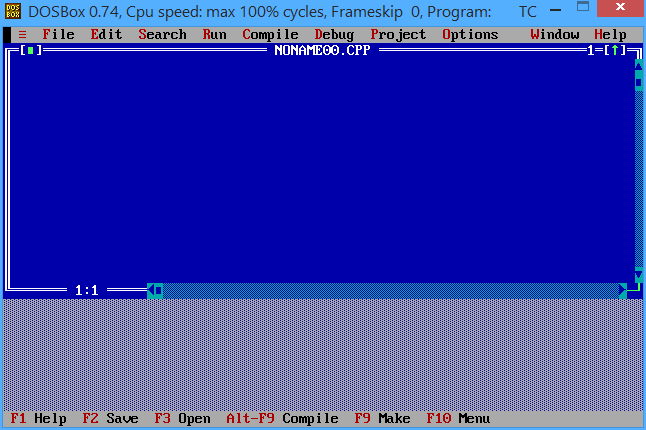 DOS BOX DOSBox 0.74, Cpu speed: max 100% cycles, Frameskip 0, Program: TC
≡ File Edit Search Run Compile Debug Project Options Window Help
[■] NONAME00.CPP 1=[↑]
1:1
F1 Help F2 Save F3 Open Alt-F9 Compile F9 Make F10 Menu